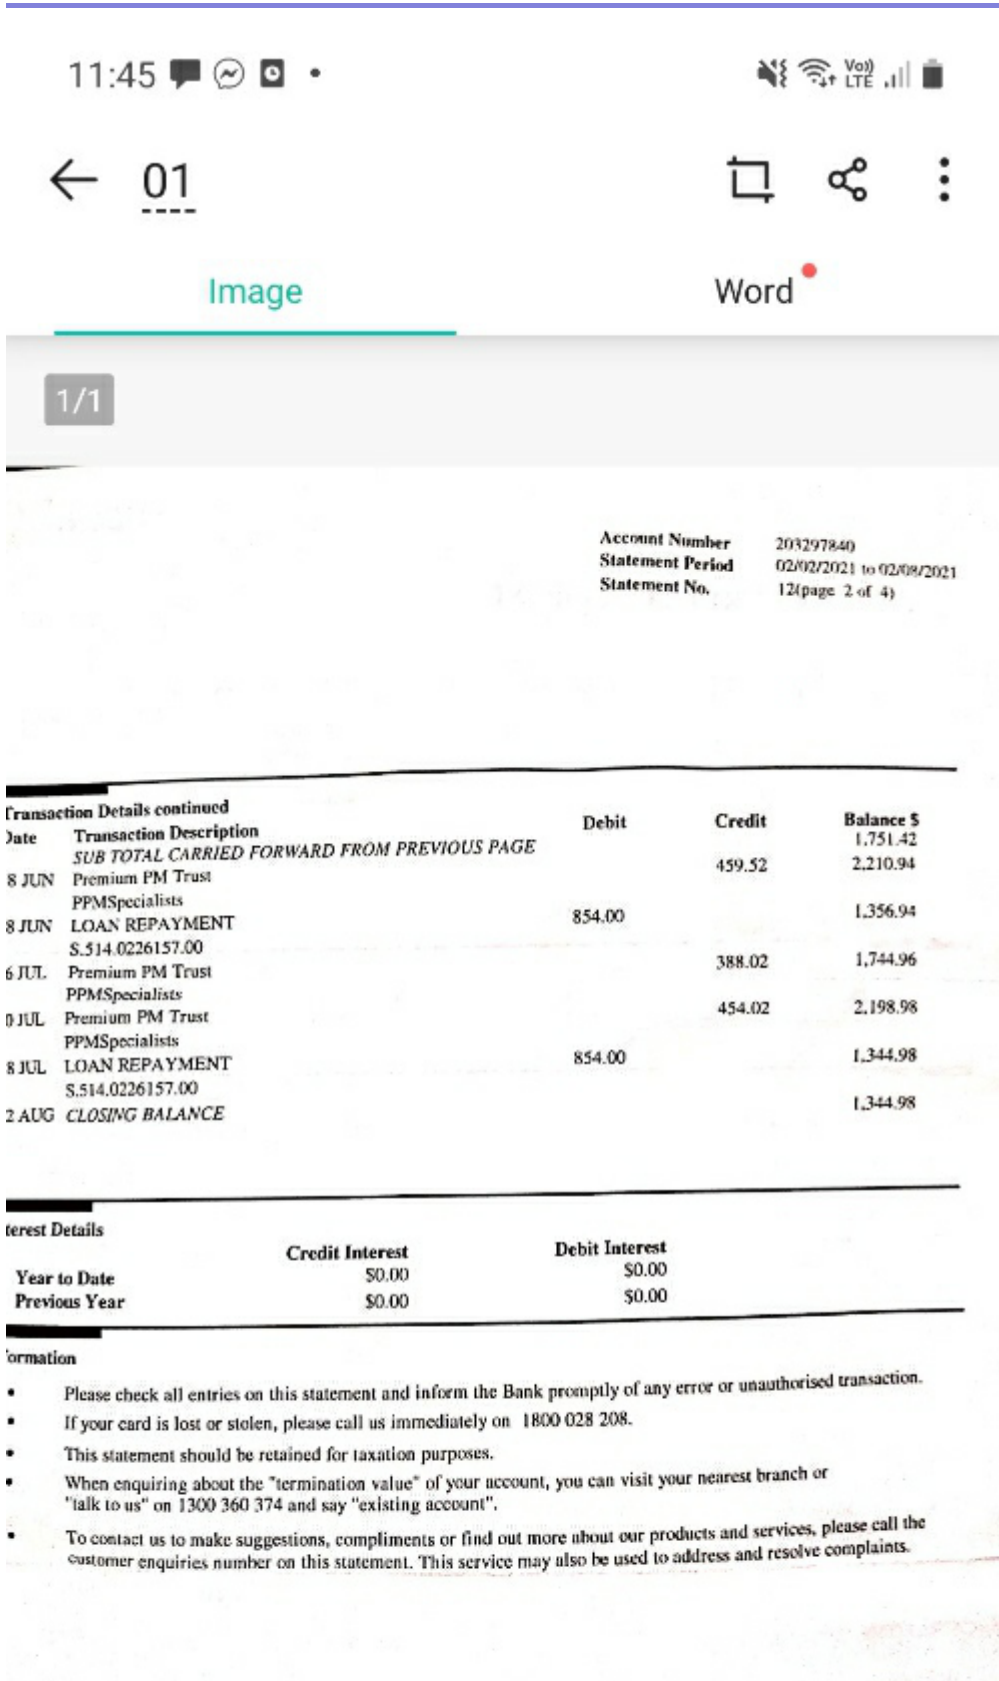 11:45
Vo)) LTE
01
Image Word
1/1
Account Number 203297840
Statement Period 02/02/2021 to 02/08/2021
Statement No. 12(page 2 of 4)
Transaction Details continued
Date Transaction Description Debit Credit Balance $
SUB TOTAL CARRIED FORWARD FROM PREVIOUS PAGE 1,751.42
8 JUN Premium PM Trust 459.52 2,210.94
PPMSpecialists
8 JUN LOAN REPAYMENT 854.00 1,356.94
S.514.0226157.00
6 JUL Premium PM Trust 388.02 1,744.96
PPMSpecialists
0 JUL Premium PM Trust 454.02 2,198.98
PPMSpecialists
8 JUL LOAN REPAYMENT 854.00 1,344.98
S.514.0226157.00
2 AUG CLOSING BALANCE 1,344.98
terest Details
Credit Interest Debit Interest
Year to Date $0.00 $0.00
Previous Year $0.00 $0.00
formation
• Please check all entries on this statement and inform the Bank promptly of any error or unauthorised transaction.
• If your card is lost or stolen, please call us immediately on 1800 028 208.
• This statement should be retained for taxation purposes.
• When enquiring about the "termination value" of your account, you can visit your nearest branch or
"talk to us" on 1300 360 374 and say "existing account".
• To contact us to make suggestions, compliments or find out more about our products and services, please call the
customer enquiries number on this statement. This service may also be used to address and resolve complaints.